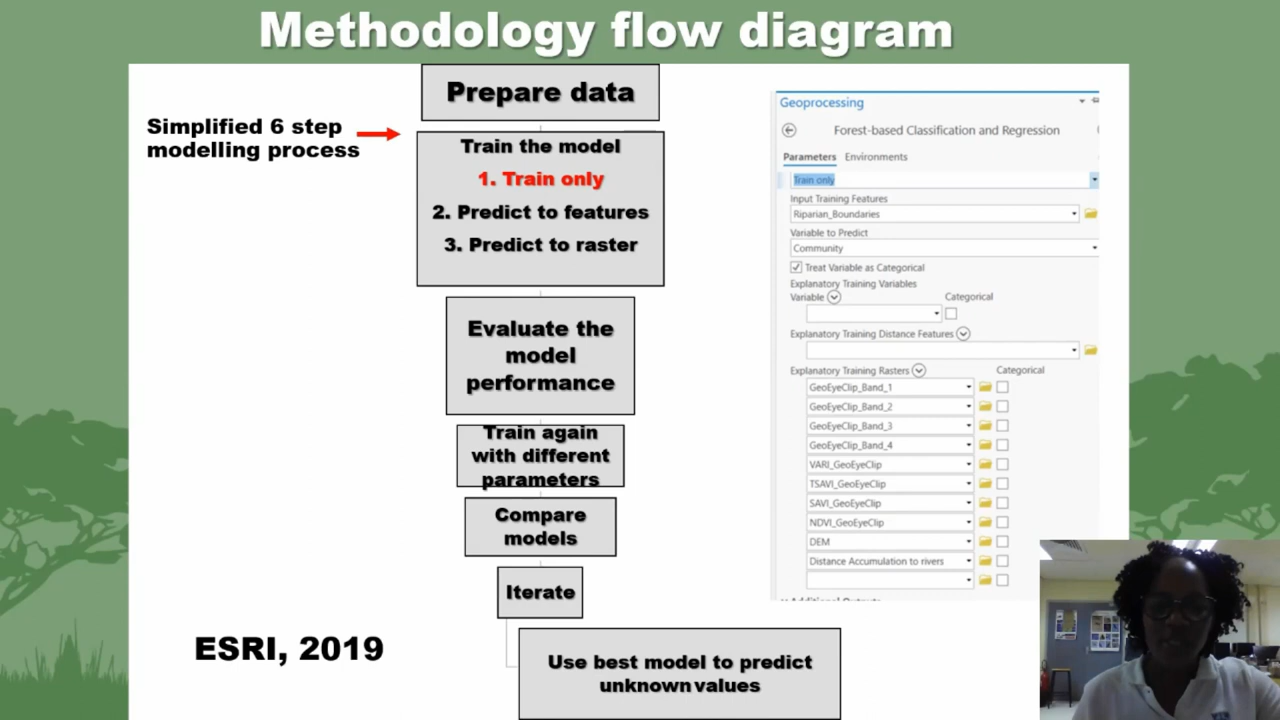 Methodology flow diagram
Simplified 6 step
modelling process
Prepare data
Train the model
1. Train only
2. Predict to features
3. Predict to raster
Evaluate the
model
performance
Train again
with different
parameters
Compare
models
Iterate
Use best model to predict
unknown values
ESRI, 2019
Geoprocessing
Forest-based Classification and Regression
Parameters Environments
Train only
Input Training Features
Riparian_Boundaries
Variable to Predict
Community
Treat Variable as Categorical
Explanatory Training Variables
Variable Categorical
Explanatory Training Distance Features
Explanatory Training Rasters Categorical
GeoEyeClip_Band_1
GeoEyeClip_Band_2
GeoEyeClip_Band_3
GeoEyeClip_Band_4
VARI_GeoEyeClip
TSAVI_GeoEyeClip
SAVI_GeoEyeClip
NDVI_GeoEyeClip
DEM
Distance Accumulation to rivers